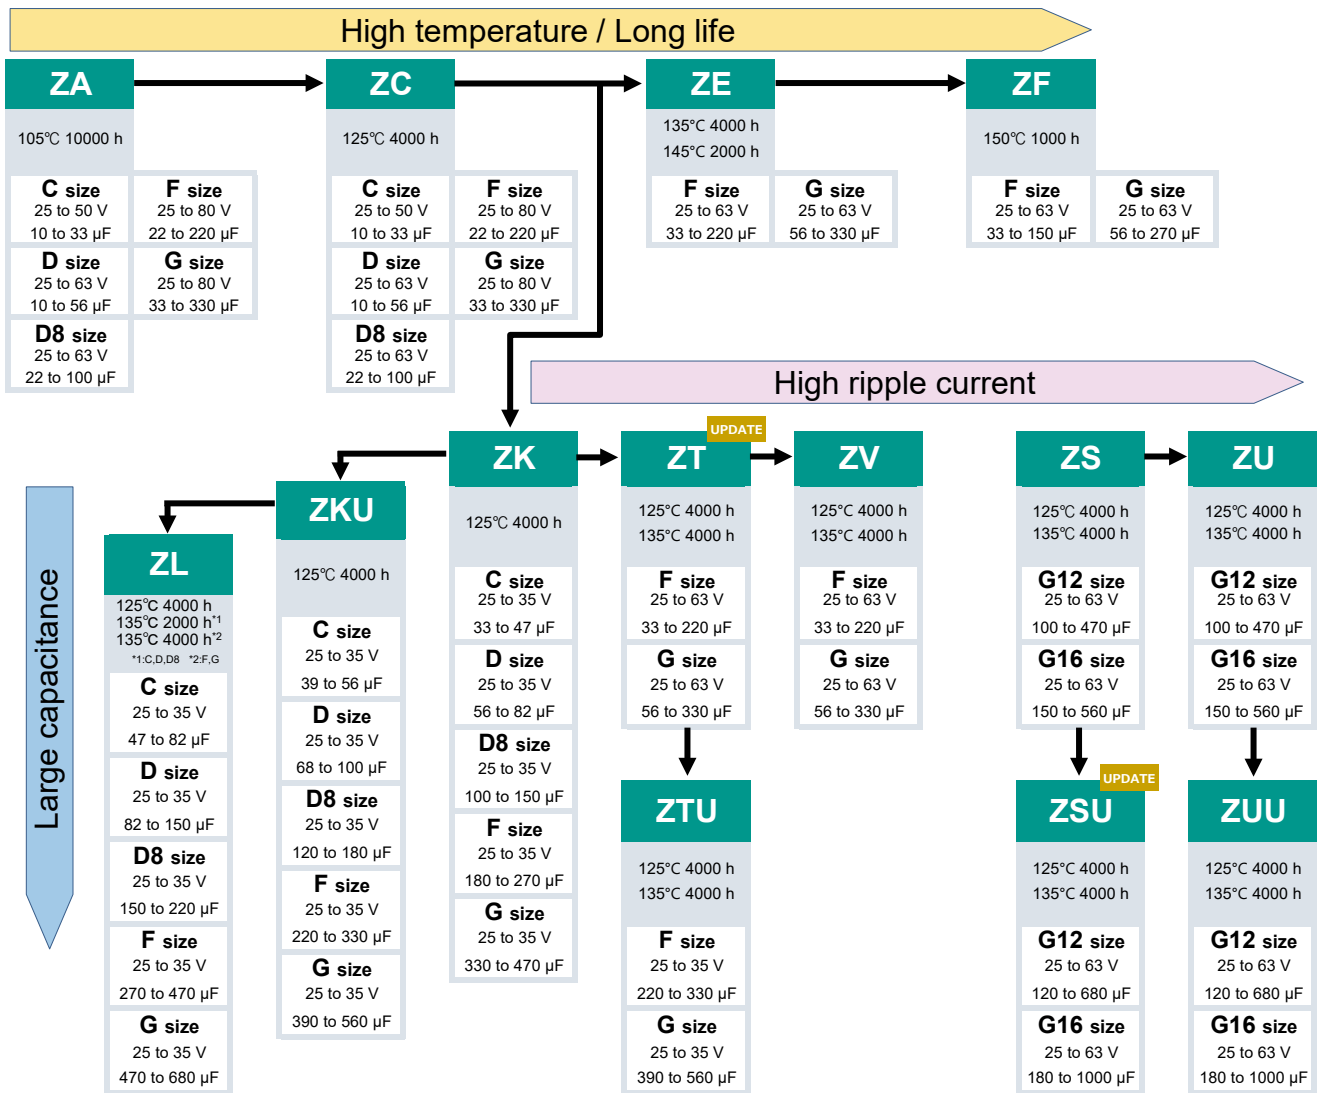 High temperature / Long life
ZA
105℃ 10000 h
C size
25 to 50 V
10 to 33 µF
F size
25 to 80 V
22 to 220 µF
D size
25 to 63 V
10 to 56 µF
G size
25 to 80 V
33 to 330 µF
D8 size
25 to 63 V
22 to 100 µF
ZC
125℃ 4000 h
C size
25 to 50 V
10 to 33 µF
F size
25 to 80 V
22 to 220 µF
D size
25 to 63 V
10 to 56 µF
G size
25 to 80 V
33 to 330 µF
D8 size
25 to 63 V
22 to 100 µF
ZE
135°C 4000 h
145°C 2000 h
F size
25 to 63 V
33 to 220 µF
G size
25 to 63 V
56 to 330 µF
ZF
150℃ 1000 h
F size
25 to 63 V
33 to 150 µF
G size
25 to 63 V
56 to 270 µF
High ripple current
Large capacitance
ZL
125℃ 4000 h
135℃ 2000 h*1
135℃ 4000 h*2
*1:C,D,D8 *2:F,G
C size
25 to 35 V
47 to 82 µF
D size
25 to 35 V
82 to 150 µF
D8 size
25 to 35 V
150 to 220 µF
F size
25 to 35 V
270 to 470 µF
G size
25 to 35 V
470 to 680 µF
ZKU
125℃ 4000 h
C size
25 to 35 V
39 to 56 µF
D size
25 to 35 V
68 to 100 µF
D8 size
25 to 35 V
120 to 180 µF
F size
25 to 35 V
220 to 330 µF
G size
25 to 35 V
390 to 560 µF
ZK
125℃ 4000 h
C size
25 to 35 V
33 to 47 µF
D size
25 to 35 V
56 to 82 µF
D8 size
25 to 35 V
100 to 150 µF
F size
25 to 35 V
180 to 270 µF
G size
25 to 35 V
330 to 470 µF
UPDATE
ZT
125°C 4000 h
135°C 4000 h
F size
25 to 63 V
33 to 220 µF
G size
25 to 63 V
56 to 330 µF
ZTU
125℃ 4000 h
135℃ 4000 h
F size
25 to 35 V
220 to 330 µF
G size
25 to 35 V
390 to 560 µF
ZV
125°C 4000 h
135°C 4000 h
F size
25 to 63 V
33 to 220 µF
G size
25 to 63 V
56 to 330 µF
ZS
125℃ 4000 h
135℃ 4000 h
G12 size
25 to 63 V
100 to 470 µF
G16 size
25 to 63 V
150 to 560 µF
UPDATE
ZSU
125℃ 4000 h
135℃ 4000 h
G12 size
25 to 63 V
120 to 680 µF
G16 size
25 to 63 V
180 to 1000 µF
ZU
125℃ 4000 h
135℃ 4000 h
G12 size
25 to 63 V
100 to 470 µF
G16 size
25 to 63 V
150 to 560 µF
ZUU
125℃ 4000 h
135℃ 4000 h
G12 size
25 to 63 V
120 to 680 µF
G16 size
25 to 63 V
180 to 1000 µF